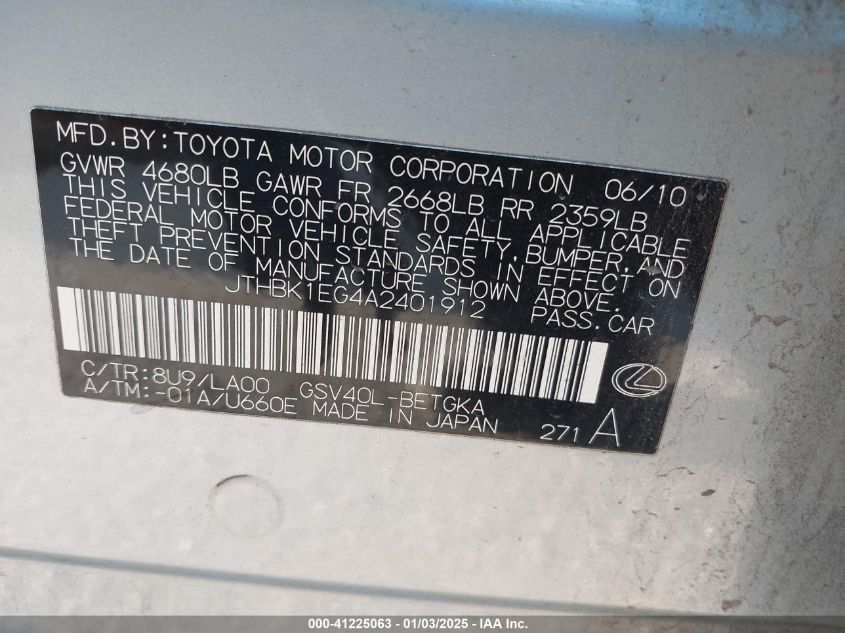 MFD.BY:TOYOTA MOTOR CORPORATION 06/10
GVWR 4680LB GAWR FR 2668LB RR 2359LB
THIS VEHICLE CONFORMS TO ALL APPLICABLE
FEDERAL MOTOR VEHICLE SAFETY,BUMPER,AND
THEFT PREVENTION STANDARDS IN EFFECT ON
THE DATE OF MANUFACTURE SHOWN ABOVE.
JTHBK1EG4A2401912 PASS.CAR
C/TR:8U9/LA00 GSV40L-BETGKA
A/TM:-01A/U660E MADE IN JAPAN 271 A
000-41225063 - 01/03/2025 - IAA Inc.